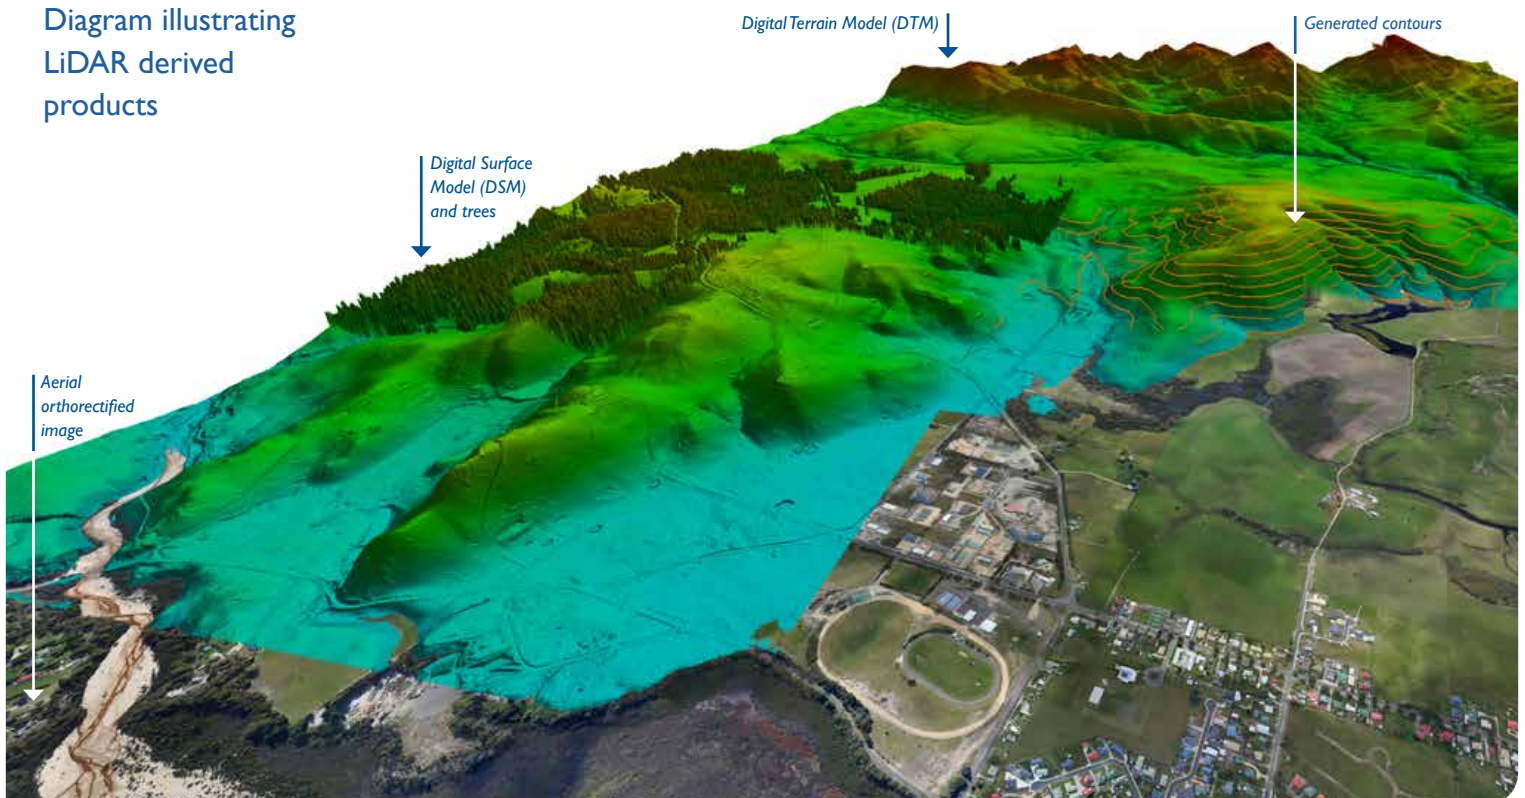 Diagram illustrating
LiDAR derived
products
Digital Terrain Model (DTM)
Generated contours
Digital Surface
Model (DSM)
and trees
Aerial
orthorectified
image